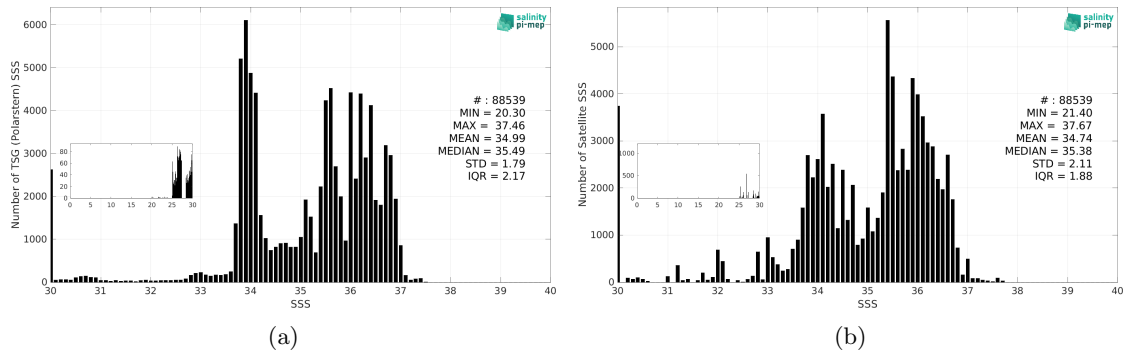 salinity
pi-mep
Number of TSG (Polarstern) SSS
6000
5000
4000
3000
2000
1000
0
# : 88539
MIN = 20.30
MAX = 37.46
MEAN = 34.99
MEDIAN = 35.49
STD = 1.79
IQR = 2.17
80
60
40
20
0
0 5 10 15 20 25 30
30 31 32 33 34 35 36 37 38 39 40
SSS
(a)
salinity
pi-mep
Number of Satellite SSS
5000
4000
3000
2000
1000
0
# : 88539
MIN = 21.40
MAX = 37.67
MEAN = 34.74
MEDIAN = 35.38
STD = 2.11
IQR = 1.88
1000
500
0
0 5 10 15 20 25 30
30 31 32 33 34 35 36 37 38 39 40
SSS
(b)